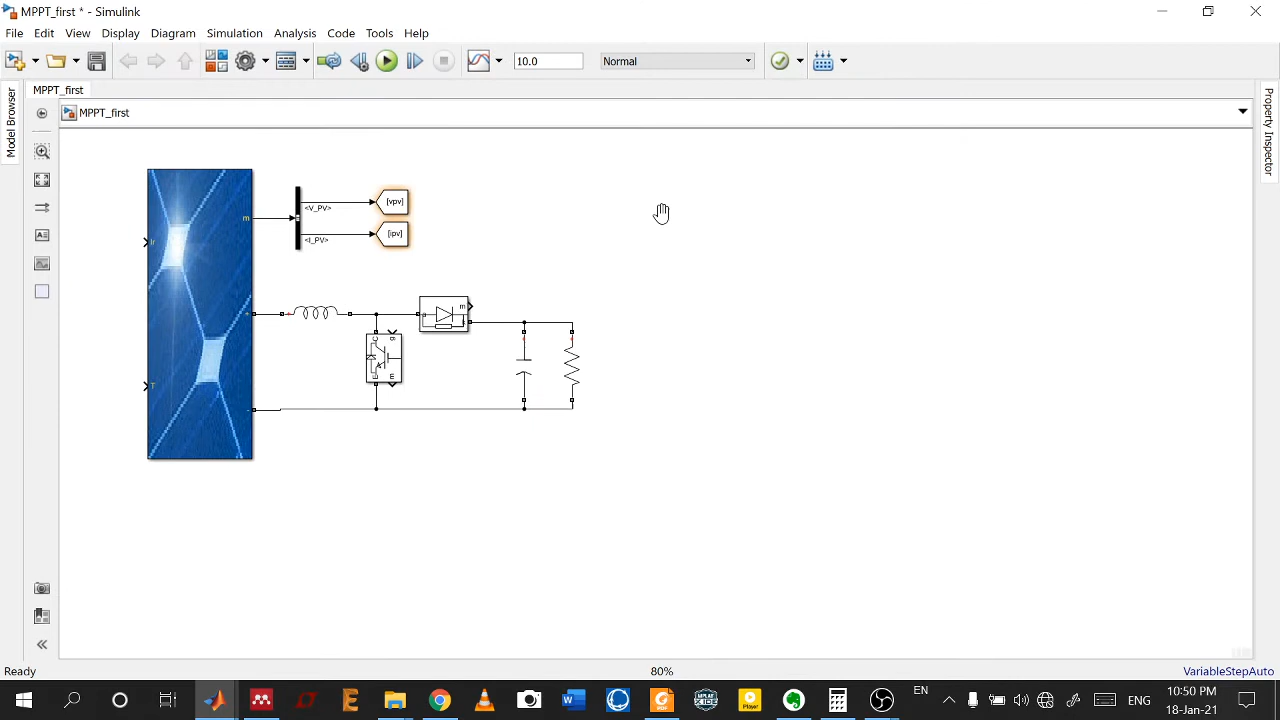 MPPT_first * - Simulink
File Edit View Display Diagram Simulation Analysis Code Tools Help
10.0
Normal
MPPT_first
MPPT_first
Model Browser
Property Inspector
m
<V_PV>
[vpv]
<I_PV>
[ipv]
Ir
T
+
-
m
a
k
C
g
E
m
Ready
80%
VariableStepAuto
EN
ENG
10:50 PM
18-Jan-21